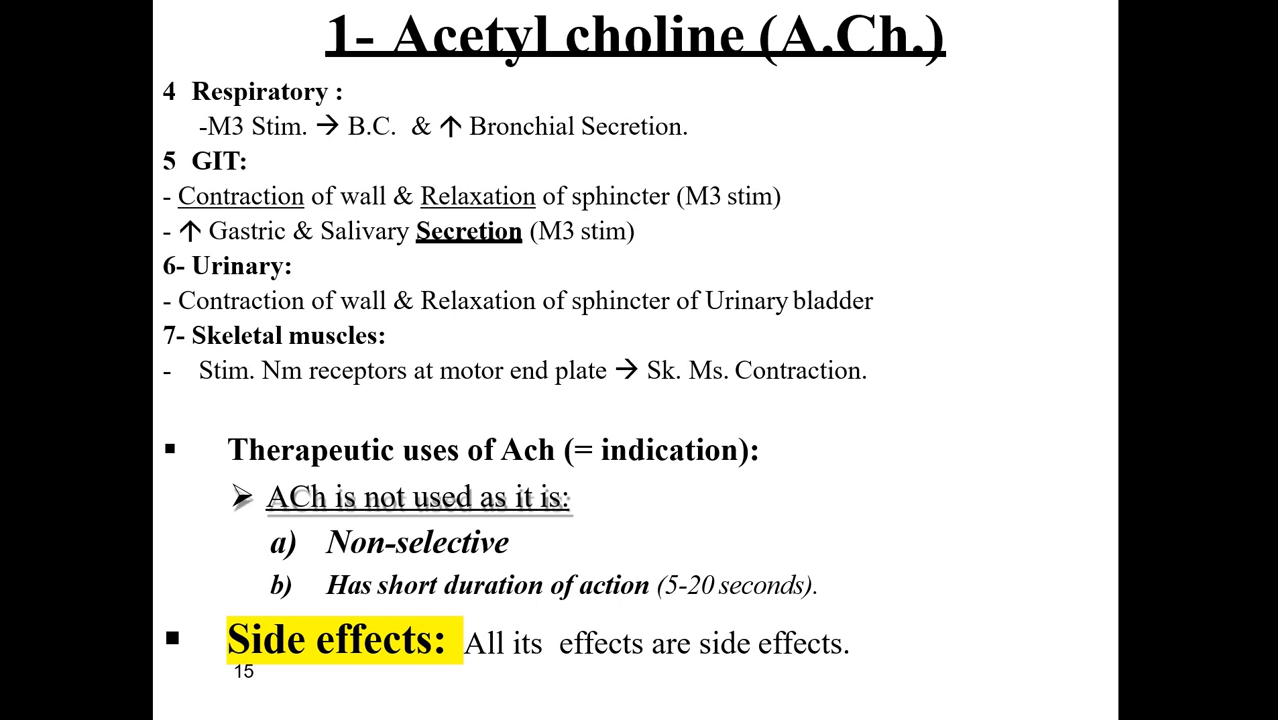 1- Acetyl choline (A.Ch.)
4 Respiratory :
-M3 Stim. → B.C. & ↑ Bronchial Secretion.
5 GIT:
- Contraction of wall & Relaxation of sphincter (M3 stim)
- ↑ Gastric & Salivary Secretion (M3 stim)
6- Urinary:
- Contraction of wall & Relaxation of sphincter of Urinary bladder
7- Skeletal muscles:
- Stim. Nm receptors at motor end plate → Sk. Ms. Contraction.
▪ Therapeutic uses of Ach (= indication):
➢ ACh is not used as it is:
a) Non-selective
b) Has short duration of action (5-20 seconds).
▪ Side effects: All its effects are side effects.
15